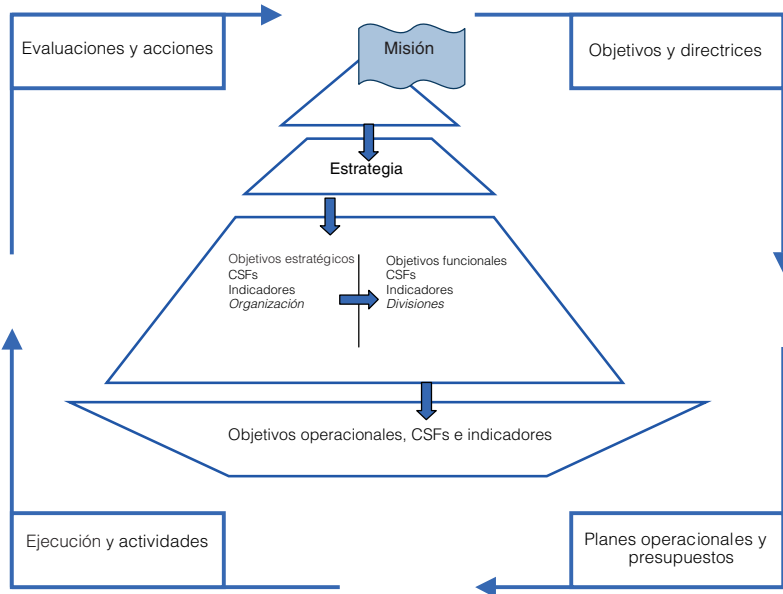 Evaluaciones y acciones
Misión
Objetivos y directrices
Estrategia
Objetivos estratégicos
CSFs
Indicadores
Organización
Objetivos funcionales
CSFs
Indicadores
Divisiones
Objetivos operacionales, CSFs e indicadores
Ejecución y actividades
Planes operacionales y
presupuestos